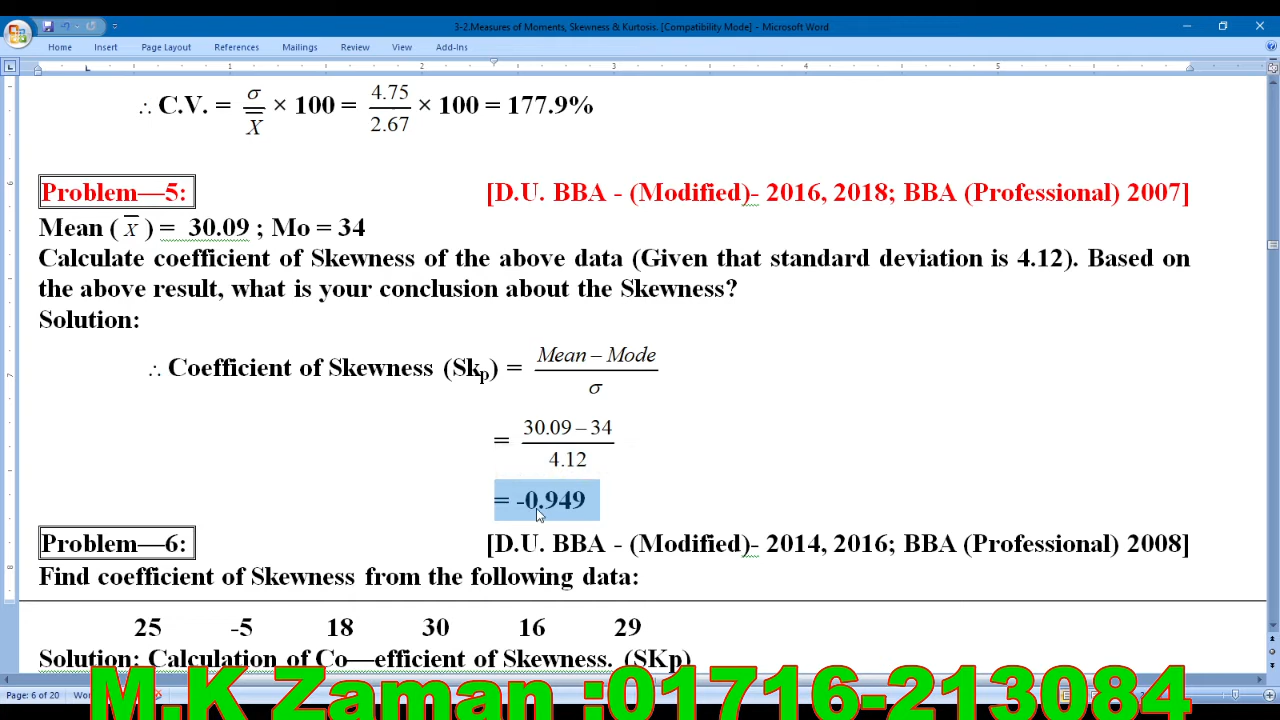 3-2.Measures of Moments, Skewness & Kurtosis. [Compatibility Mode] - Microsoft Word
Home Insert Page Layout References Mailings Review View Add-Ins
1 2 3 4 5
∴ C.V. = σ / X̄ × 100 = 4.75 / 2.67 × 100 = 177.9%
Problem—5: [D.U. BBA - (Modified)- 2016, 2018; BBA (Professional) 2007]
Mean ( x̄ ) = 30.09 ; Mo = 34
Calculate coefficient of Skewness of the above data (Given that standard deviation is 4.12). Based on
the above result, what is your conclusion about the Skewness?
Solution:
∴ Coefficient of Skewness (Skp) = Mean – Mode / σ
= 30.09 – 34 / 4.12
= -0.949
Problem—6: [D.U. BBA - (Modified)- 2014, 2016; BBA (Professional) 2008]
Find coefficient of Skewness from the following data:
25 -5 18 30 16 29
Solution: Calculation of Co—efficient of Skewness. (SKp)
Page: 6 of 20
M.K Zaman :01716-213084